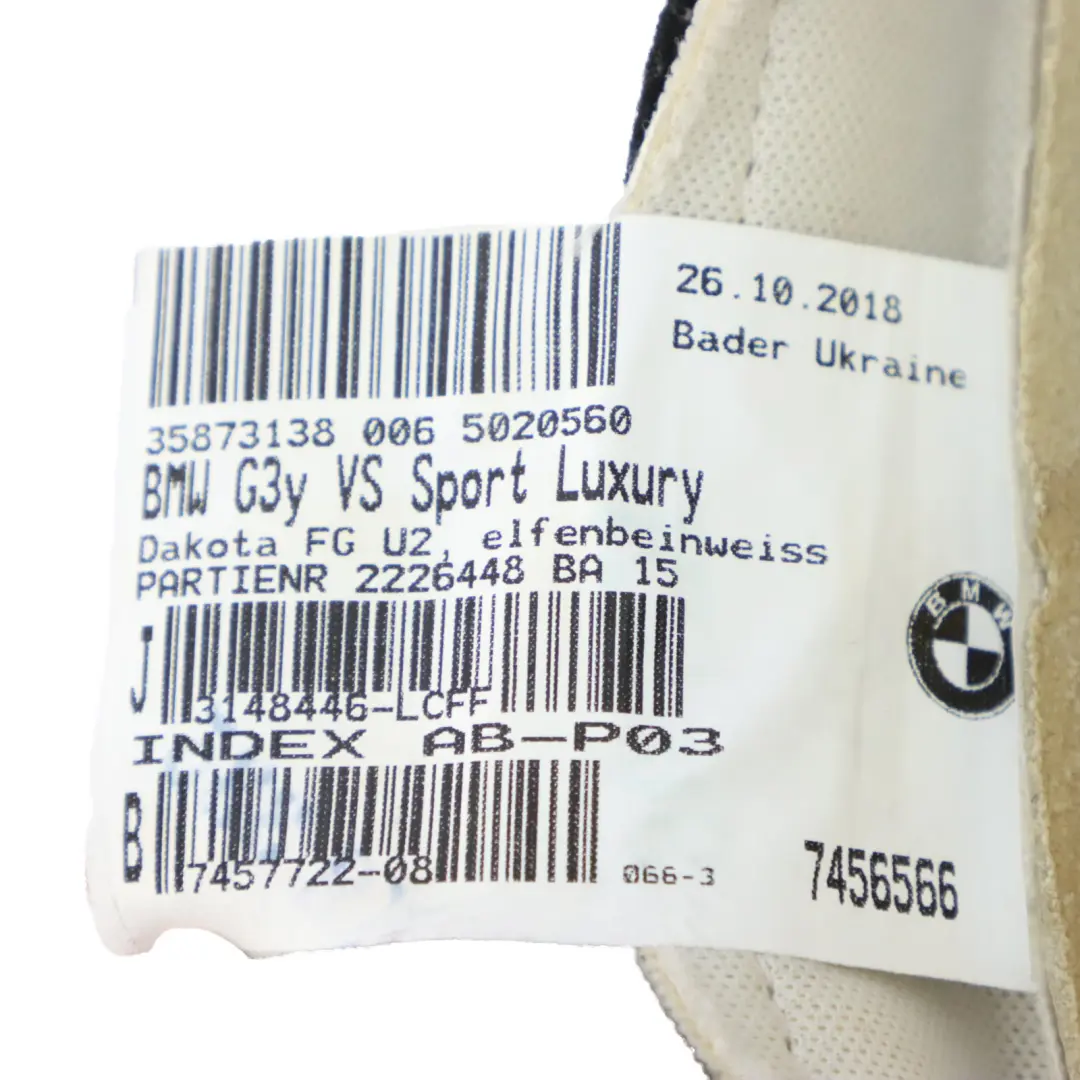 26.10.2018
Bader Ukraine
35873138 006 5020560
BMW G3y VS Sport Luxury
Dakota FG U2, elfenbeinweiss
PARTIENR 2226448 BA 15
BMW
J
3148446-LCFF
INDEX AB-P03
B
7457722-08
066-3
7456566